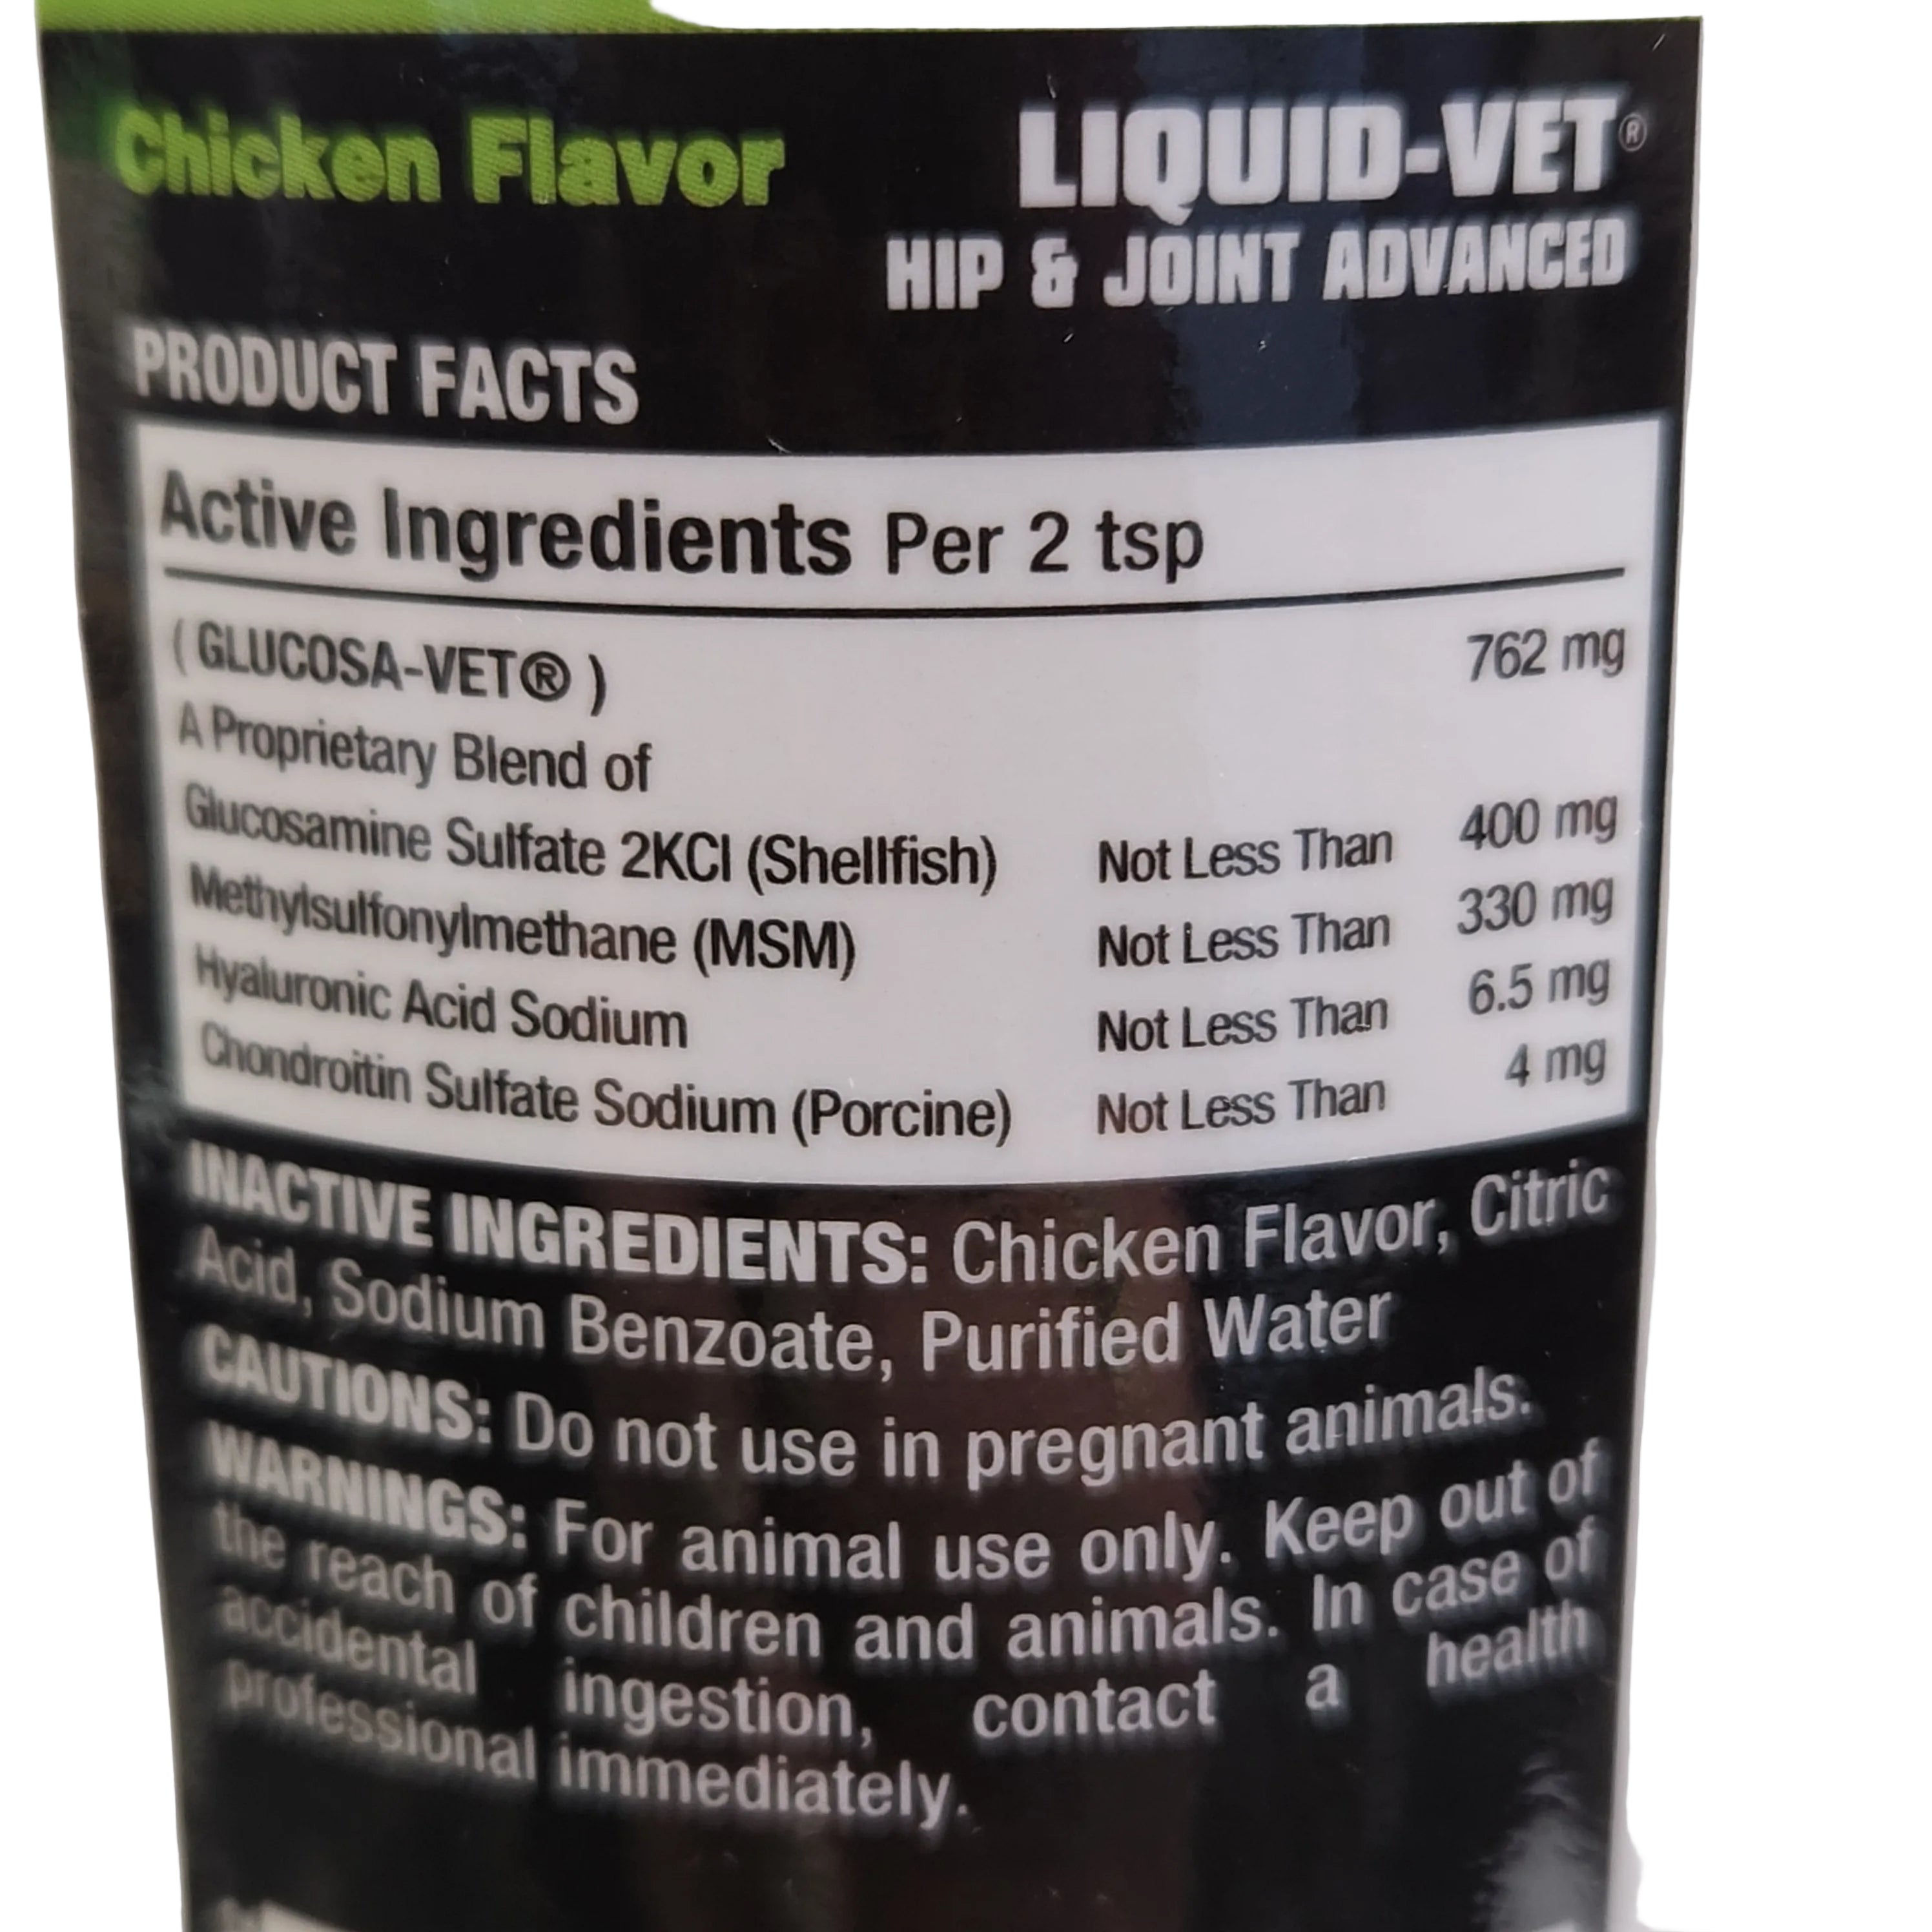 Chicken Flavor
LIQUID-VET®
HIP & JOINT ADVANCED
PRODUCT FACTS
Active Ingredients Per 2 tsp
( GLUCOSA-VET® ) 762 mg
A Proprietary Blend of
Glucosamine Sulfate 2KCl (Shellfish) Not Less Than 400 mg
Methylsulfonylmethane (MSM) Not Less Than 330 mg
Hyaluronic Acid Sodium Not Less Than 6.5 mg
Chondroitin Sulfate Sodium (Porcine) Not Less Than 4 mg
INACTIVE INGREDIENTS: Chicken Flavor, Citric
Acid, Sodium Benzoate, Purified Water
CAUTIONS: Do not use in pregnant animals.
WARNINGS: For animal use only. Keep out of
the reach of children and animals. In case of
accidental ingestion, contact a health
professional immediately.